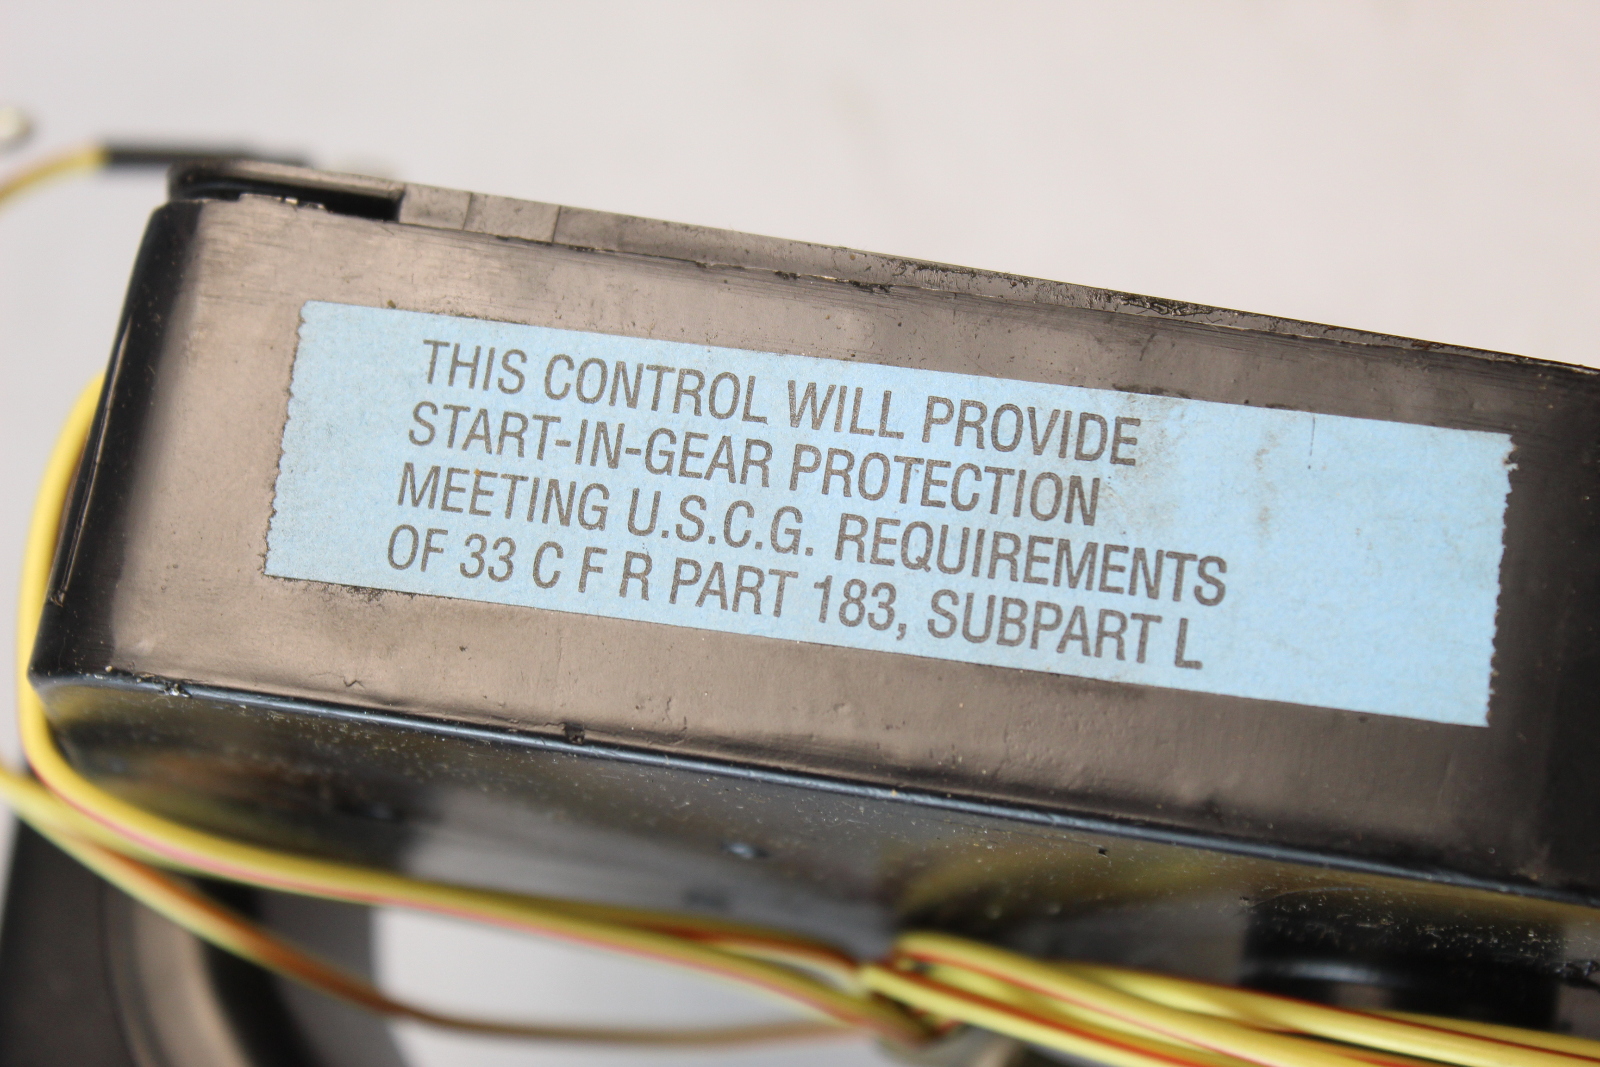 THIS CONTROL WILL PROVIDE
START-IN-GEAR PROTECTION
MEETING U.S.C.G. REQUIREMENTS
OF 33 C F R PART 183, SUBPART L